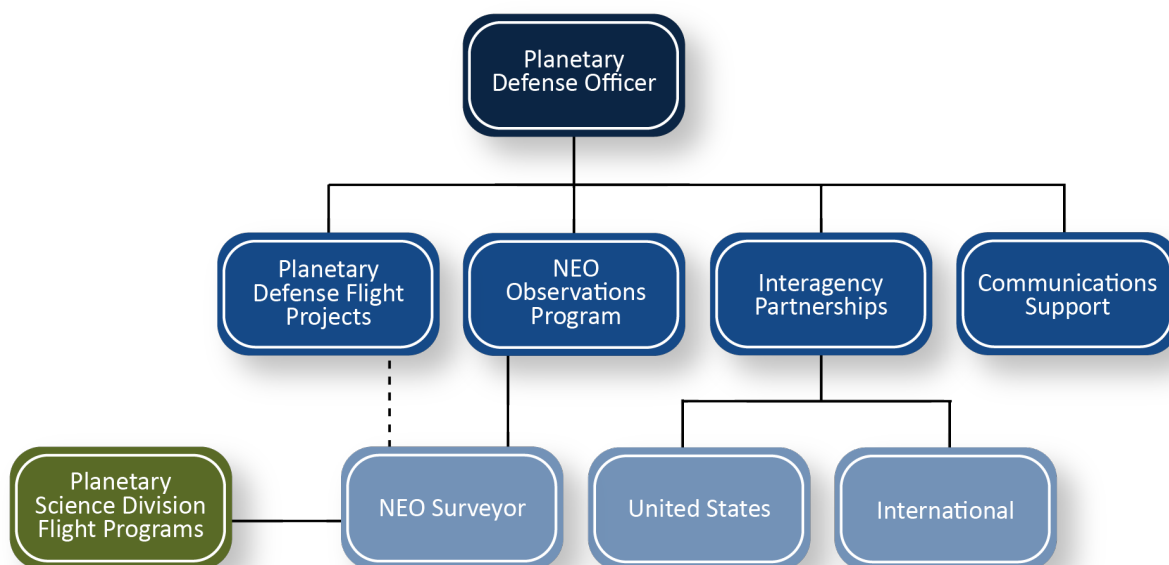 Planetary
Defense Officer
Planetary
Defense Flight
Projects
NEO
Observations
Program
Interagency
Partnerships
Communications
Support
Planetary
Science Division
Flight Programs
NEO Surveyor
United States
International